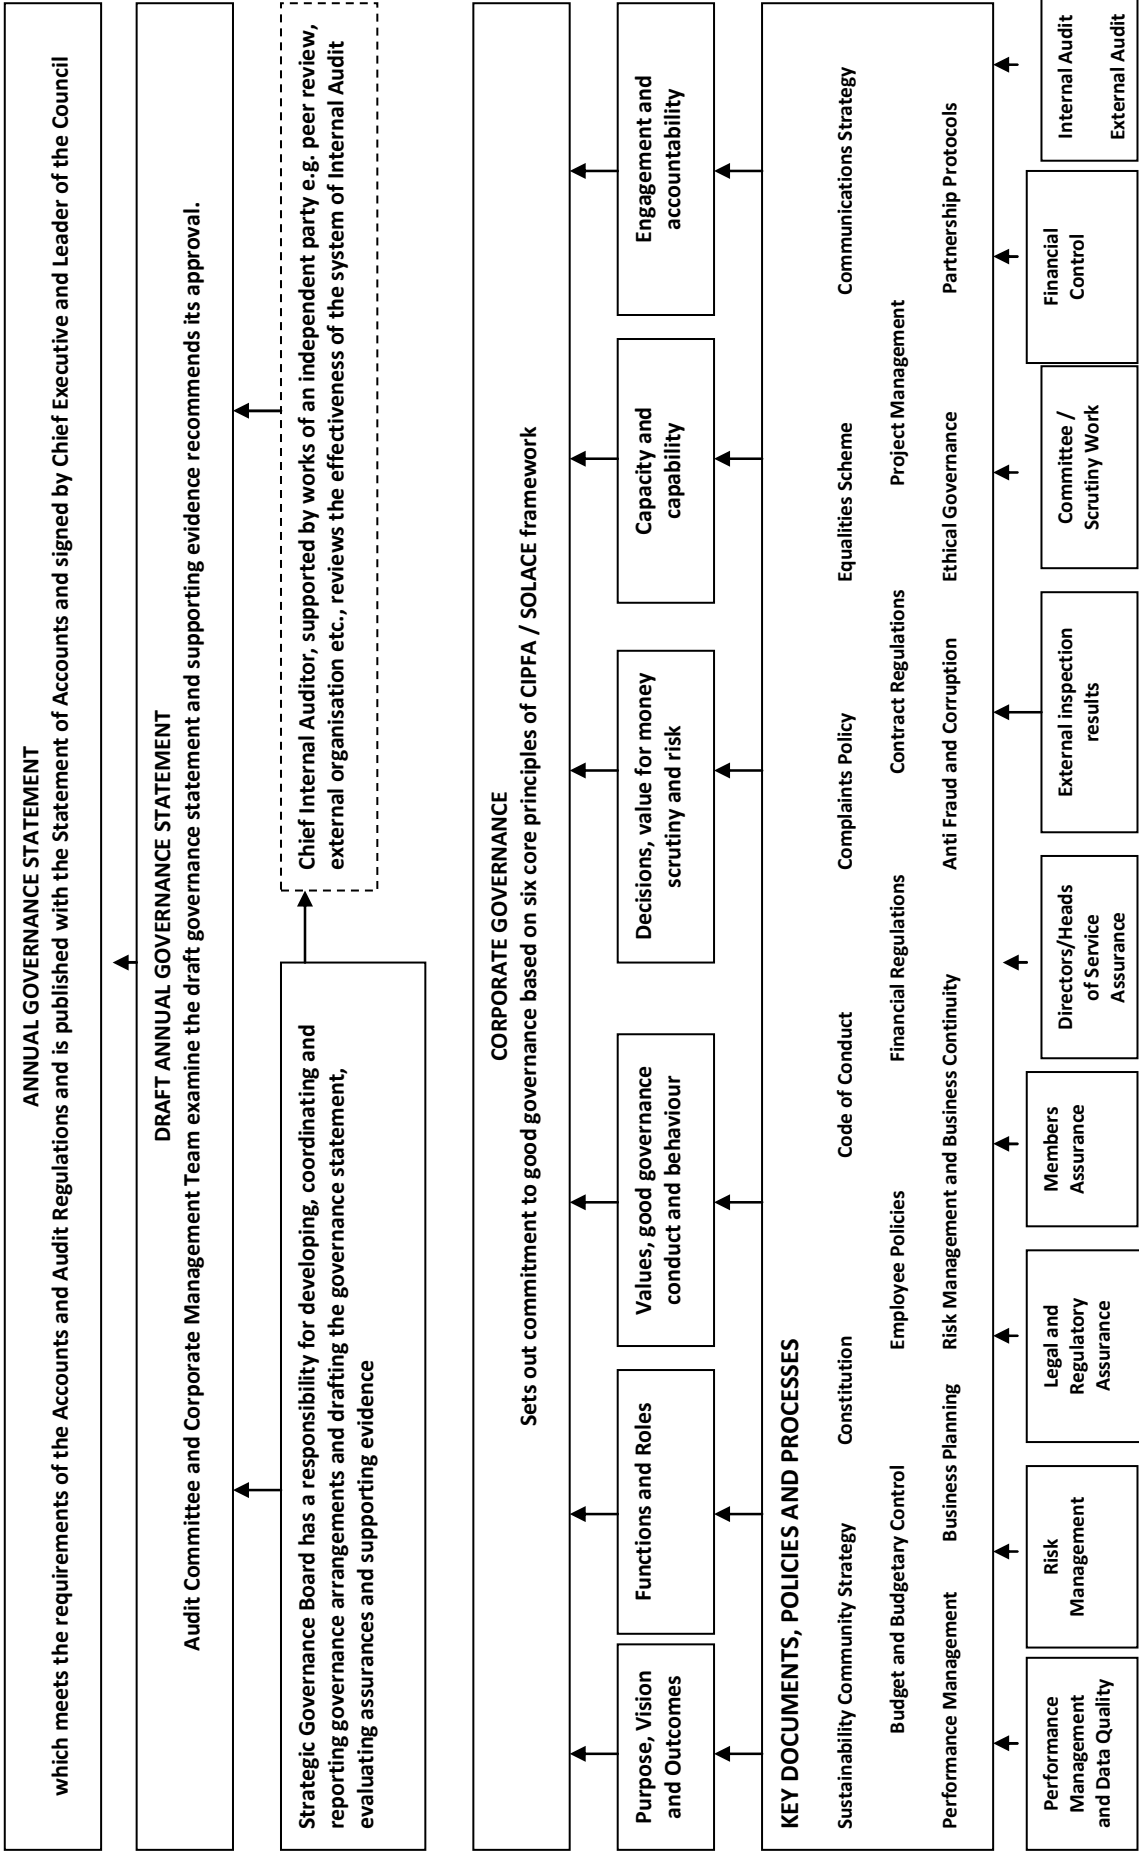 ANNUAL GOVERNANCE STATEMENT
which meets the requirements of the Accounts and Audit Regulations and is published with the Statement of Accounts and signed by Chief Executive and Leader of the Council
DRAFT ANNUAL GOVERNANCE STATEMENT
Audit Committee and Corporate Management Team examine the draft governance statement and supporting evidence recommends its approval.
Strategic Governance Board has a responsibility for developing, coordinating and
reporting governance arrangements and drafting the governance statement,
evaluating assurances and supporting evidence
Chief Internal Auditor, supported by works of an independent party e.g. peer review,
external organisation etc., reviews the effectiveness of the system of Internal Audit
CORPORATE GOVERNANCE
Sets out commitment to good governance based on six core principles of CIPFA / SOLACE framework
Purpose, Vision
and Outcomes
Functions and Roles
Values, good governance
conduct and behaviour
Decisions, value for money
scrutiny and risk
Capacity and
capability
Engagement and
accountability
KEY DOCUMENTS, POLICIES AND PROCESSES
Sustainability Community Strategy Constitution Code of Conduct Complaints Policy Equalities Scheme Communications Strategy
Budget and Budgetary Control Employee Policies Financial Regulations Contract Regulations Project Management
Performance Management Business Planning Risk Management and Business Continuity Anti Fraud and Corruption Ethical Governance Partnership Protocols
Performance
Management
and Data Quality
Risk
Management
Legal and
Regulatory
Assurance
Members
Assurance
Directors/Heads
of Service
Assurance
External inspection
results
Committee /
Scrutiny Work
Financial
Control
Internal Audit
External Audit